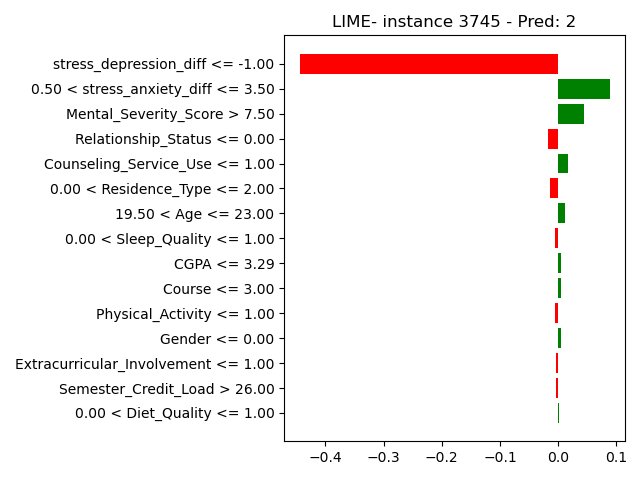 LIME- instance 3745 - Pred: 2
stress_depression_diff <= -1.00
0.50 < stress_anxiety_diff <= 3.50
Mental_Severity_Score > 7.50
Relationship_Status <= 0.00
Counseling_Service_Use <= 1.00
0.00 < Residence_Type <= 2.00
19.50 < Age <= 23.00
0.00 < Sleep_Quality <= 1.00
CGPA <= 3.29
Course <= 3.00
Physical_Activity <= 1.00
Gender <= 0.00
Extracurricular_Involvement <= 1.00
Semester_Credit_Load > 26.00
0.00 < Diet_Quality <= 1.00
−0.4 −0.3 −0.2 −0.1 0.0 0.1